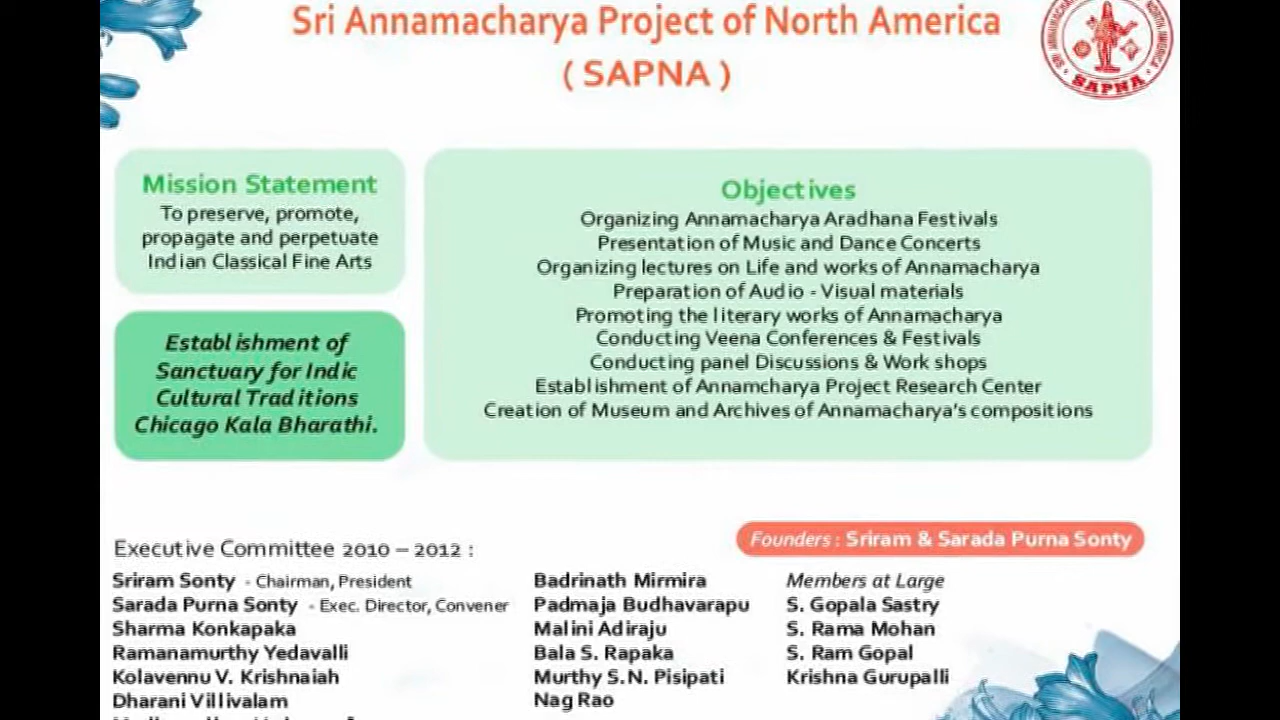 Sri Annamacharya Project of North America
( SAPNA )
SAPNA
Mission Statement
To preserve, promote,
propagate and perpetuate
Indian Classical Fine Arts
Establishment of
Sanctuary for Indic
Cultural Traditions
Chicago Kala Bharathi.
Objectives
Organizing Annamacharya Aradhana Festivals
Presentation of Music and Dance Concerts
Organizing lectures on Life and works of Annamacharya
Preparation of Audio - Visual materials
Promoting the literary works of Annamacharya
Conducting Veena Conferences & Festivals
Conducting panel Discussions & Work shops
Establishment of Annamcharya Project Research Center
Creation of Museum and Archives of Annamacharya's compositions
Founders : Sriram & Sarada Purna Sonty
Executive Committee 2010 – 2012 :
Sriram Sonty - Chairman, President
Sarada Purna Sonty - Exec. Director, Convener
Sharma Konkapaka
Ramanamurthy Yedavalli
Kolavennu V. Krishnaiah
Dharani Villivalam
Badrinath Mirmira
Padmaja Budhavarapu
Malini Adiraju
Bala S. Rapaka
Murthy S.N. Pisipati
Nag Rao
Members at Large
S. Gopala Sastry
S. Rama Mohan
S. Ram Gopal
Krishna Gurupalli